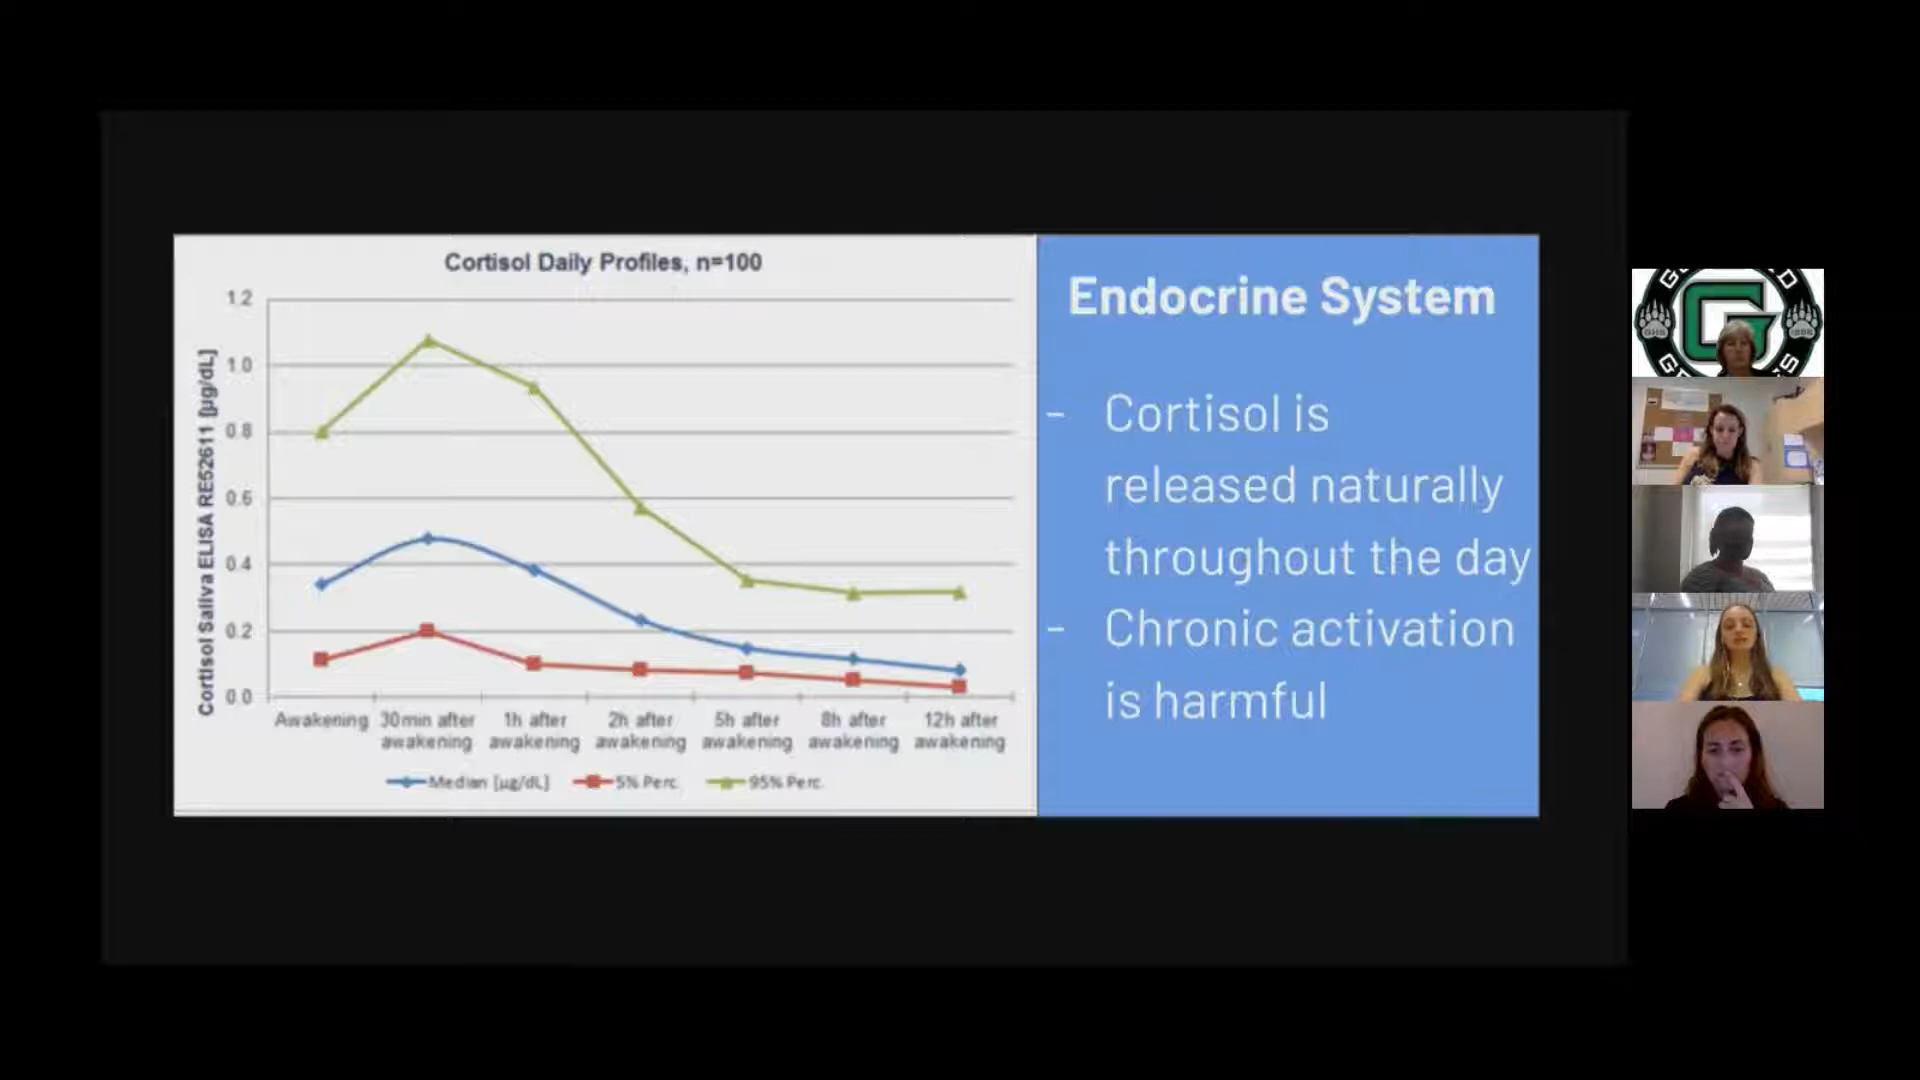 Cortisol Daily Profiles, n=100
Cortisol Saliva ELISA RE52611 [µg/dL]
1.2
1.0
0.8
0.6
0.4
0.2
0.0
Awakening
30min after awakening
1h after awakening
2h after awakening
5h after awakening
8h after awakening
12h after awakening
Median [µg/dL]
5% Perc.
95% Perc.
Endocrine System
- Cortisol is
released naturally
throughout the day
- Chronic activation
is harmful
G
GHS